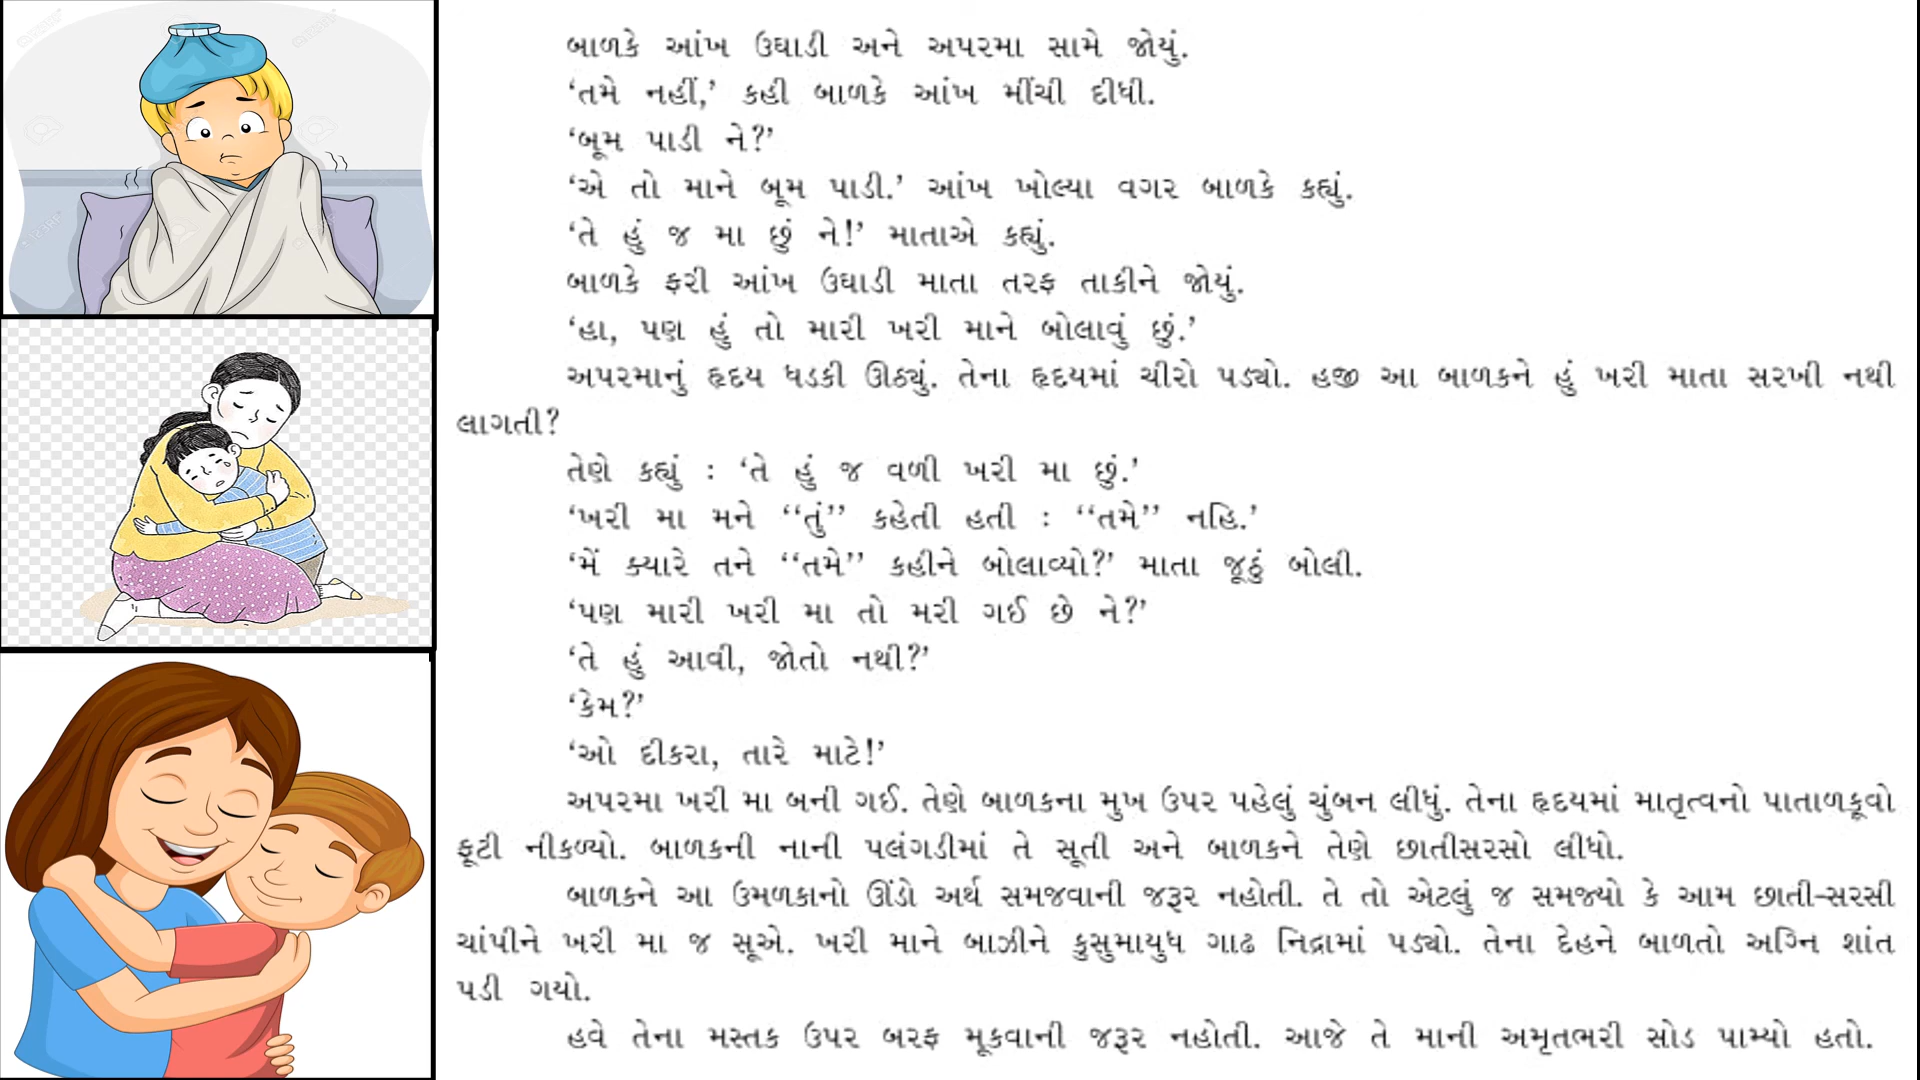 બાળકે આંખ ઉઘાડી અને અપરમા સામે જોયું.
‘તમે નહીં,’ કહી બાળકે આંખ મીંચી દીધી.
‘બૂમ પાડી ને?’
‘એ તો માને બૂમ પાડી.’ આંખ ખોલ્યા વગર બાળકે કહ્યું.
‘તે હું જ મા છું ને!’ માતાએ કહ્યું.
બાળકે ફરી આંખ ઉઘાડી માતા તરફ તાકીને જોયું.
‘હા, પણ હું તો મારી ખરી માને બોલાવું છું.’
અપરમાનું હૃદય ધડકી ઊઠ્યું. તેના હૃદયમાં ચીરો પડ્યો. હજી આ બાળકને હું ખરી માતા સરખી નથી
લાગતી?
તેણે કહ્યું : ‘તે હું જ વળી ખરી મા છું.’
‘ખરી મા મને ‘‘તું’’ કહેતી હતી : ‘‘તમે’’ નહિ.’
‘મેં ક્યારે તને ‘‘તમે’’ કહીને બોલાવ્યો?’ માતા જૂઠું બોલી.
‘પણ મારી ખરી મા તો મરી ગઈ છે ને?’
‘તે હું આવી, જોતો નથી?’
‘કેમ?’
‘ઓ દીકરા, તારે માટે!’
અપરમા ખરી મા બની ગઈ. તેણે બાળકના મુખ ઉપર પહેલું ચુંબન લીધું. તેના હૃદયમાં માતૃત્વનો પાતાળકૂવો
ફૂટી નીકળ્યો. બાળકની નાની પલંગડીમાં તે સૂતી અને બાળકને તેણે છાતીસરસો લીધો.
બાળકને આ ઉમળકાનો ઊંડો અર્થ સમજવાની જરૂર નહોતી. તે તો એટલું જ સમજ્યો કે આમ છાતી-સરસી
ચાંપીને ખરી મા જ સૂએ. ખરી માને બાઝીને કુસુમાયુધ ગાઢ નિદ્રામાં પડ્યો. તેના દેહને બાળતો અગ્નિ શાંત
પડી ગયો.
હવે તેના મસ્તક ઉપર બરફ મૂકવાની જરૂર નહોતી. આજે તે માની અમૃતભરી સોડ પામ્યો હતો.